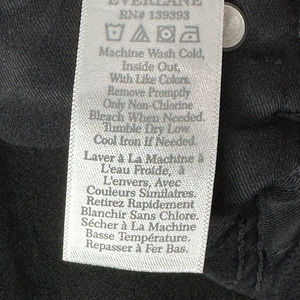 EVERLANE
RN# 139393
Machine Wash Cold,
Inside Out,
With Like Colors.
Remove Promptly
Only Non-Chlorine
Bleach When Needed.
Tumble Dry Low.
Cool Iron If Needed.
Laver à La Machine à
L'eau Froide, à
L'envers, Avec
Couleurs Similaires.
Retirez Rapidement
Blanchir Sans Chlore.
Sécher à La Machine
Basse Température.
Repasser à Fer Bas.